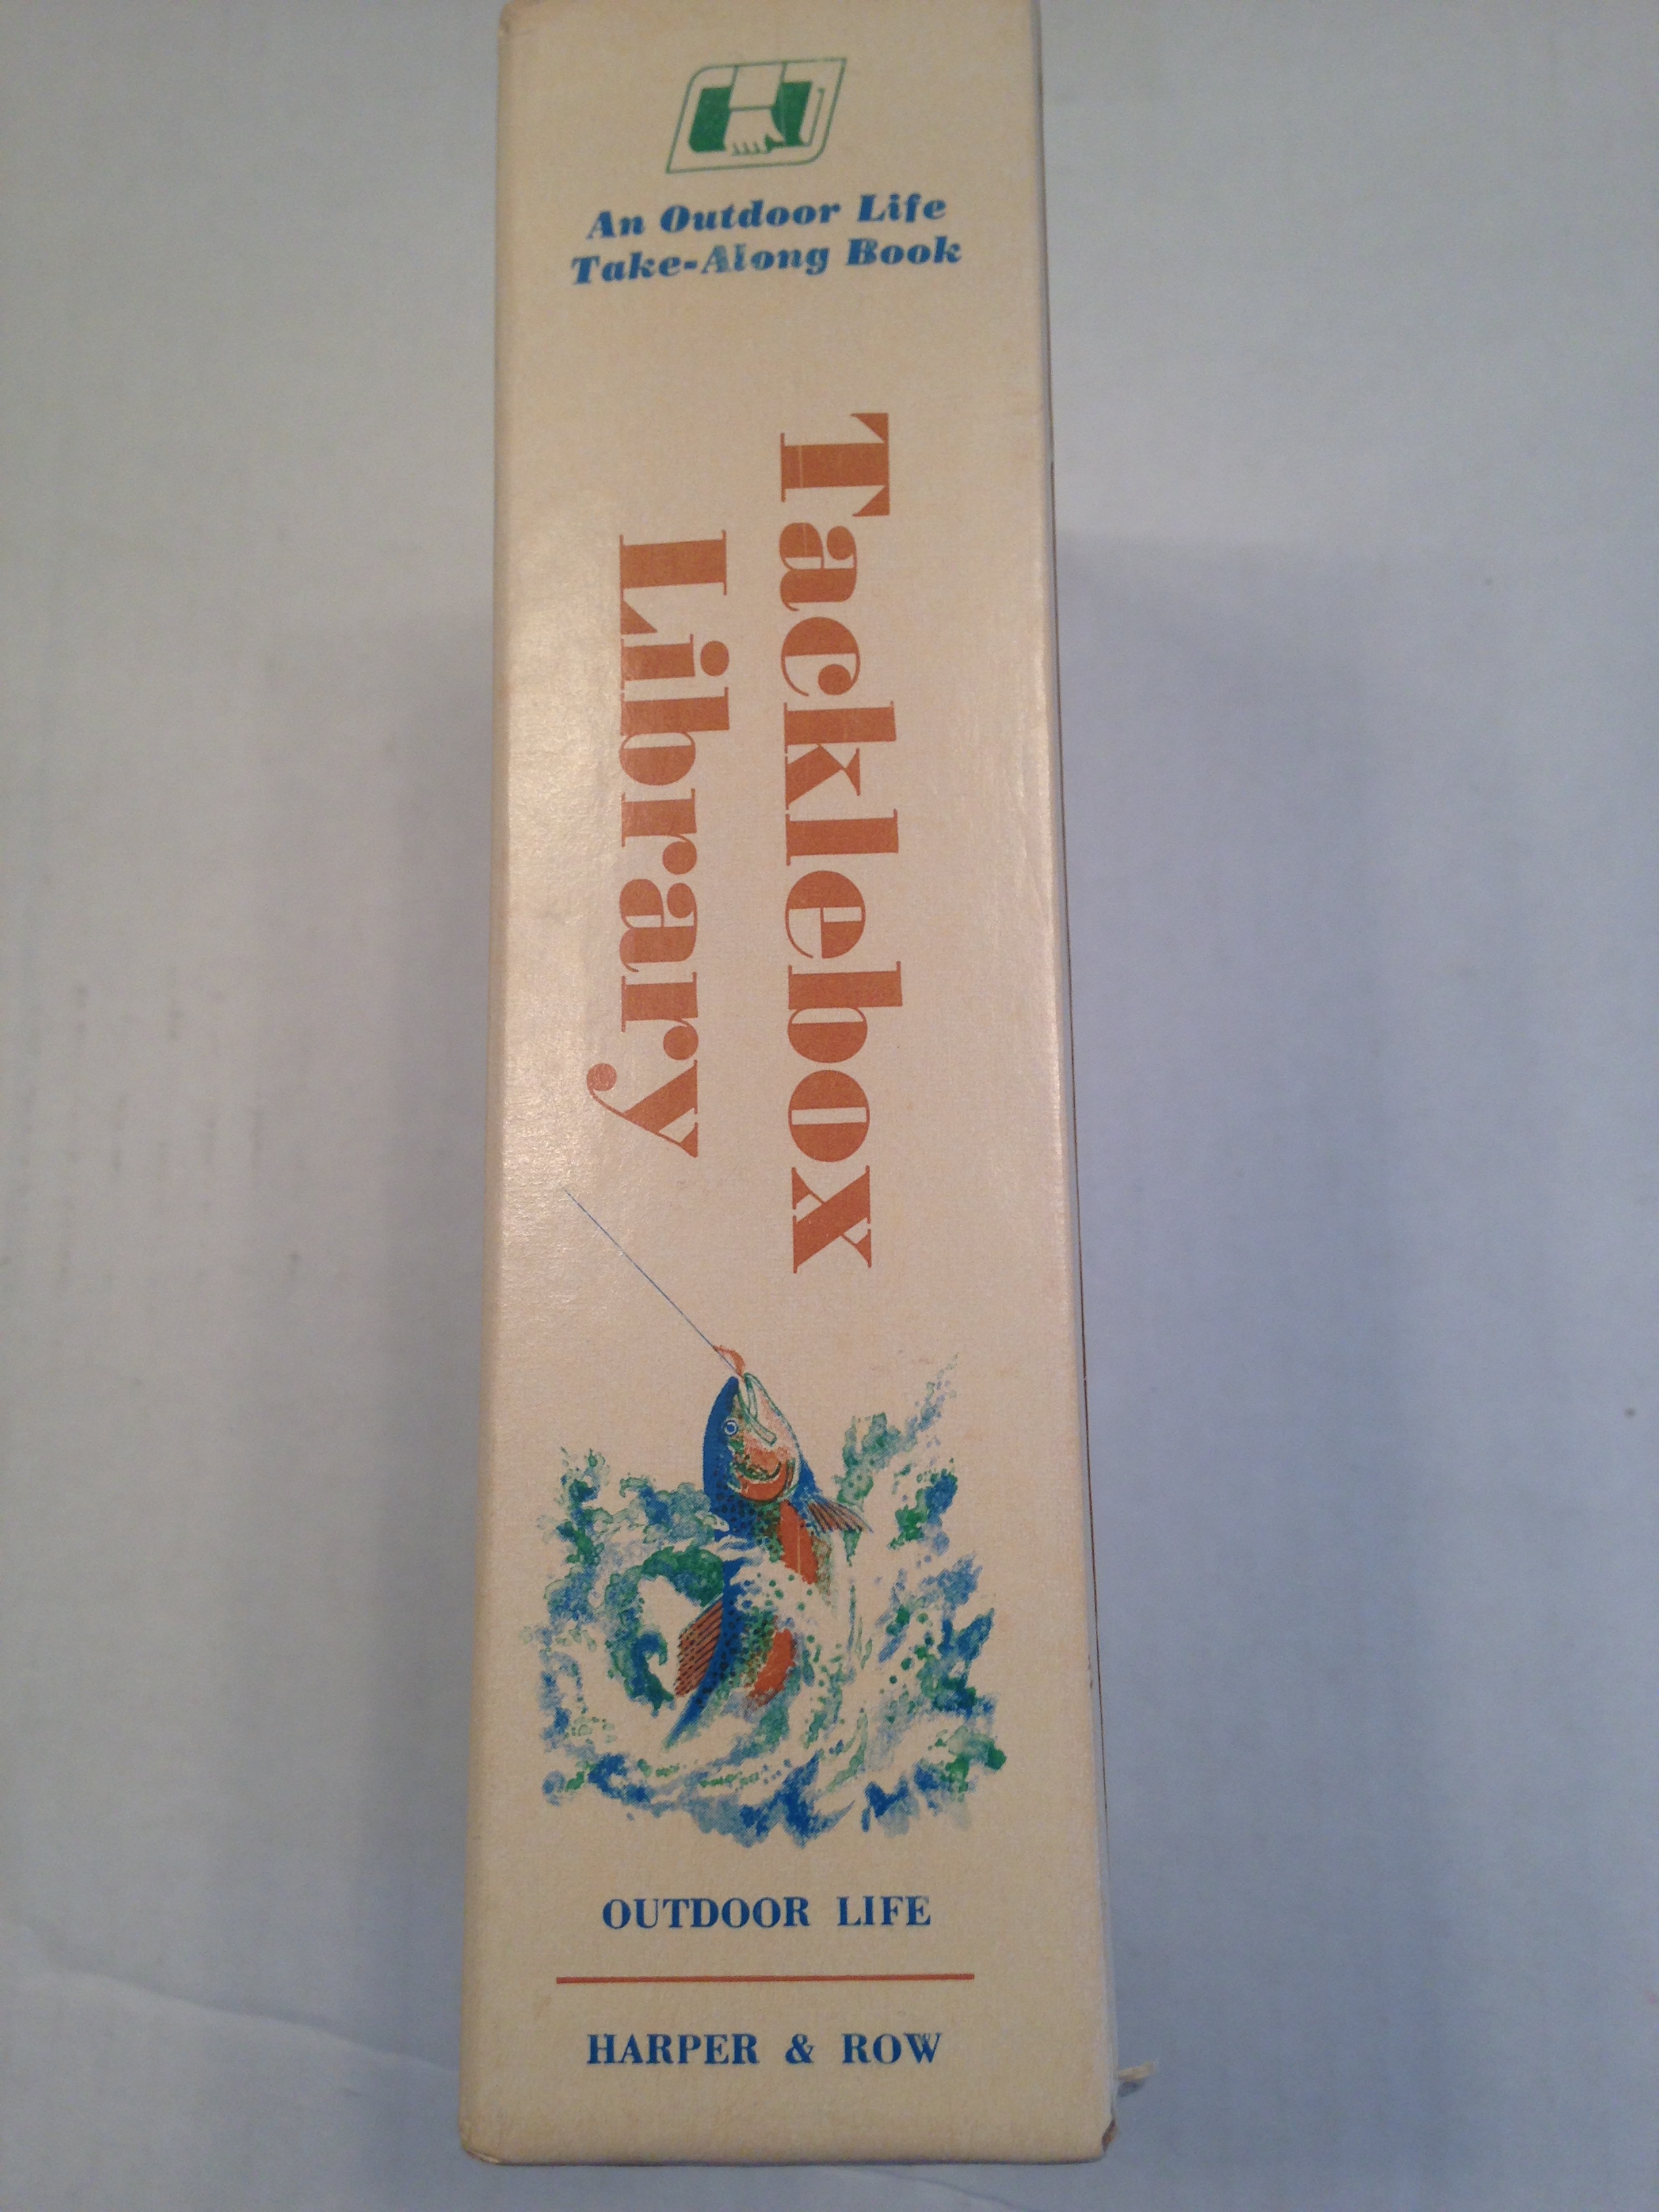 An Outdoor Life
Take-Along Book
Tacklebox
Library
OUTDOOR LIFE
HARPER & ROW